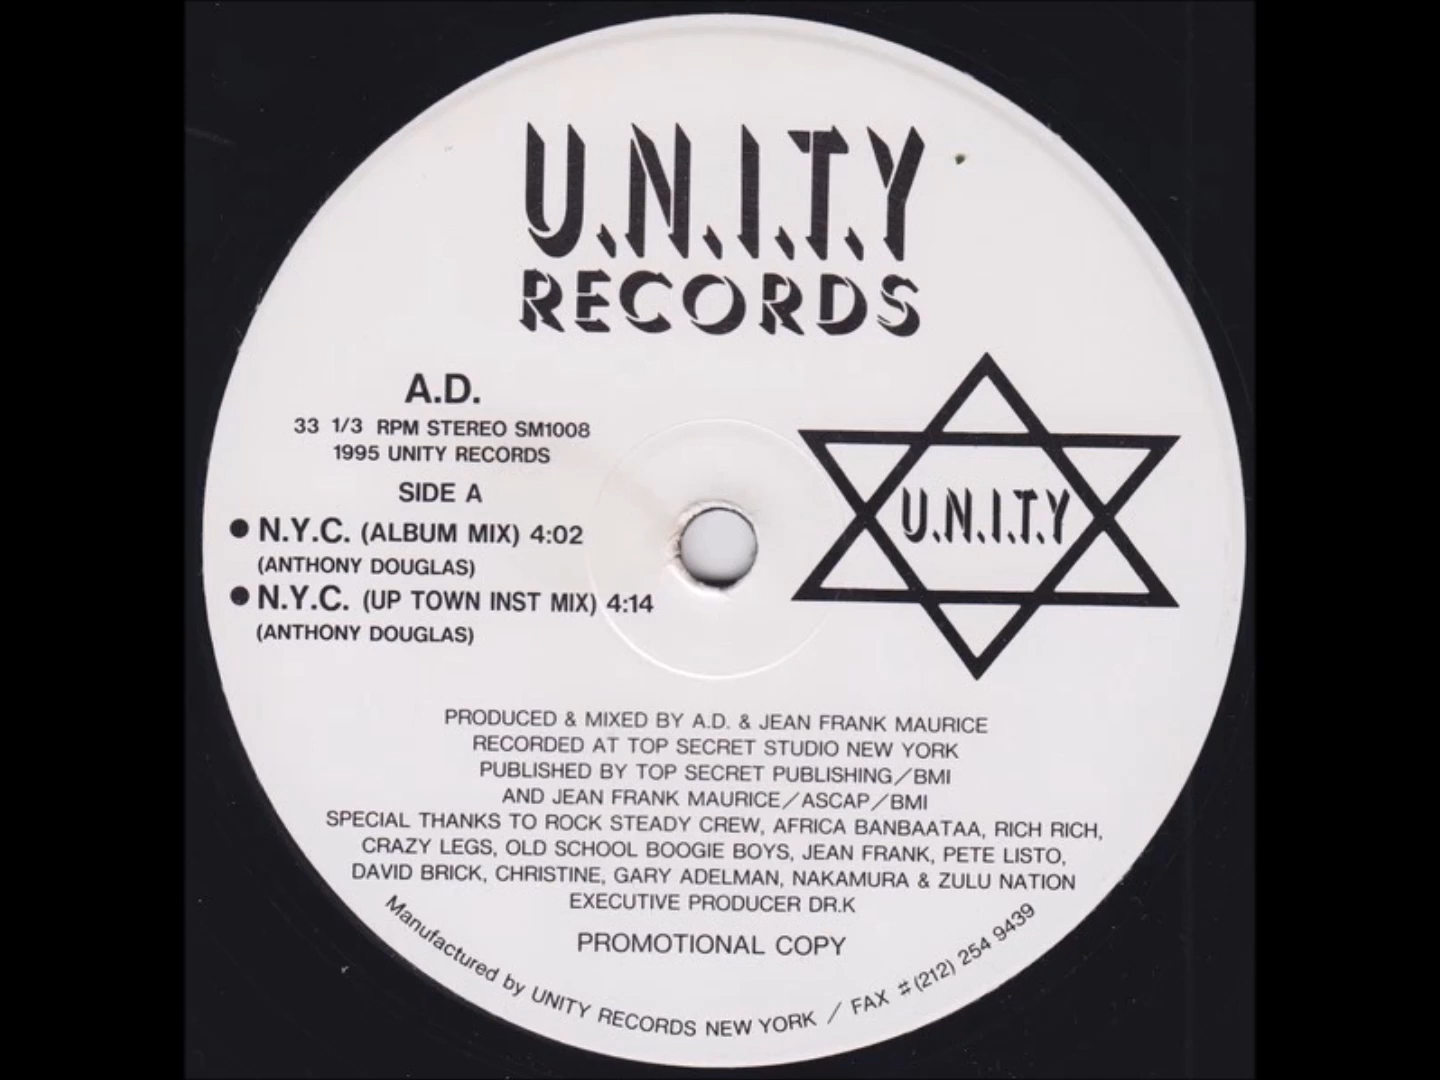 U.N.I.T.Y
RECORDS
A.D.
33 1/3 RPM STEREO SM1008
1995 UNITY RECORDS
SIDE A
● N.Y.C. (ALBUM MIX) 4:02
(ANTHONY DOUGLAS)
● N.Y.C. (UP TOWN INST MIX) 4:14
(ANTHONY DOUGLAS)
U.N.I.T.Y
PRODUCED & MIXED BY A.D. & JEAN FRANK MAURICE
RECORDED AT TOP SECRET STUDIO NEW YORK
PUBLISHED BY TOP SECRET PUBLISHING/BMI
AND JEAN FRANK MAURICE/ASCAP/BMI
SPECIAL THANKS TO ROCK STEADY CREW, AFRICA BANBAATAA, RICH RICH,
CRAZY LEGS, OLD SCHOOL BOOGIE BOYS, JEAN FRANK, PETE LISTO,
DAVID BRICK, CHRISTINE, GARY ADELMAN, NAKAMURA & ZULU NATION
EXECUTIVE PRODUCER DR.K
PROMOTIONAL COPY
Manufactured by UNITY RECORDS NEW YORK / FAX # (212) 254 9439